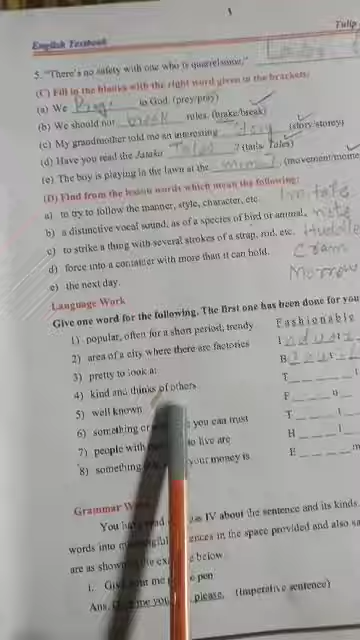 English Textbook
Tulip
5. "There's no safety with one who is quarrelsome."
(C) Fill in the blanks with the right word given in the brackets:
(a) We Pray to God. (prey/pray)
(b) We should not break rules. (brake/break)
(c) My grandmother told me an interesting Story (story/storey)
(d) Have you read the Jataka Tales ? (tails/Tales)
(e) The boy is playing in the lawn at the (movement/mome
(D) Find from the lesson words which mean the following:
a) to try to follow the manner, style, character, etc. Imitate
b) a distinctive vocal sound, as of a species of bird or animal, note
c) to strike a thing with several strokes of a strap, rod, etc. Huddle
d) force into a container with more than it can hold. Cram
e) the next day. Morrow
Language Work
Give one word for the following. The first one has been done for you
1) popular, often for a short period, trendy Fashionable
2) area of a city where there are factories
3) pretty to look at
4) kind and thinks of others
5) well known
6) something or you can trust
7) people with to live are
8) something your money is
Grammar Work
You have read IV about the sentence and its kinds.
words into in the space provided and also sa
are as shown below.
1. Give me pen
Ans. me please. (Imperative sentence)